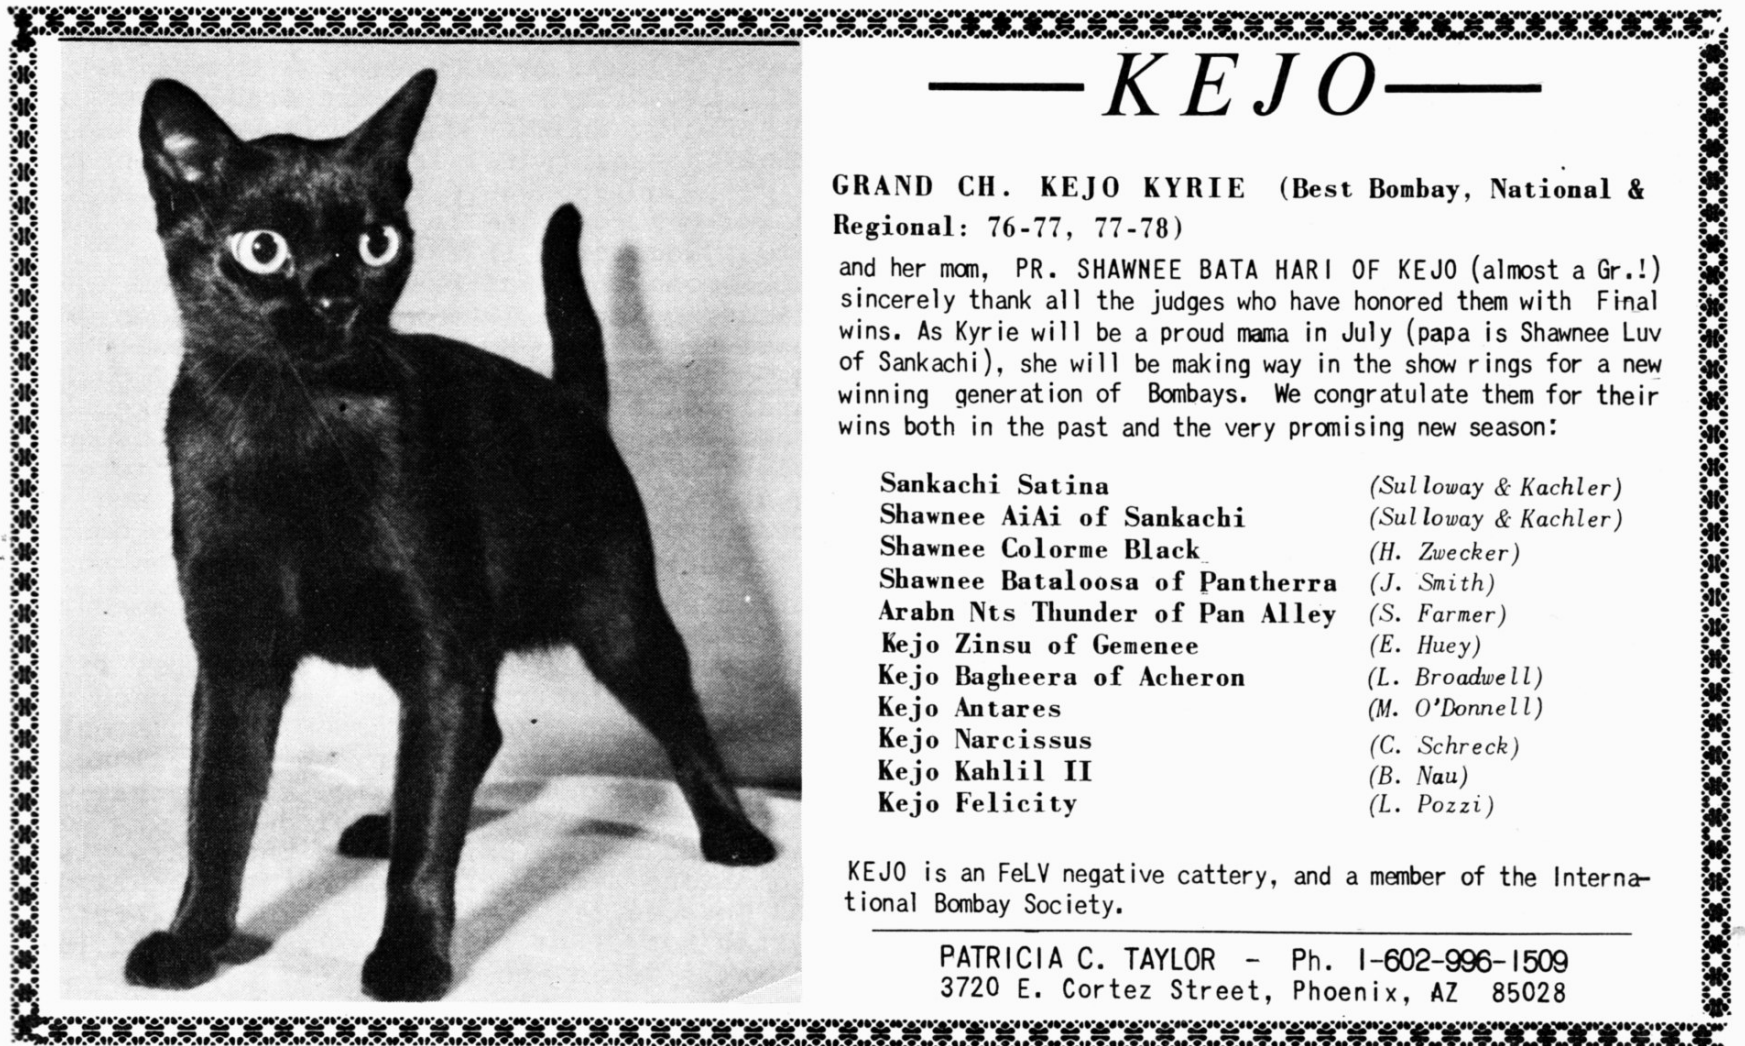 KEJO
GRAND CH. KEJO KYRIE (Best Bombay, National &
Regional: 76-77, 77-78)
and her mom, PR. SHAWNEE BATA HARI OF KEJO (almost a Gr.!)
sincerely thank all the judges who have honored them with Final
wins. As Kyrie will be a proud mama in July (papa is Shawnee Luv
of Sankachi), she will be making way in the show rings for a new
winning generation of Bombays. We congratulate them for their
wins both in the past and the very promising new season:
Sankachi Satina (Sulloway & Kachler)
Shawnee AiAi of Sankachi (Sulloway & Kachler)
Shawnee Colorme Black (H. Zwecker)
Shawnee Bataloosa of Pantherra (J. Smith)
Arabn Nts Thunder of Pan Alley (S. Farmer)
Kejo Zinsu of Gemenee (E. Huey)
Kejo Bagheera of Acheron (L. Broadwell)
Kejo Antares (M. O'Donnell)
Kejo Narcissus (C. Schreck)
Kejo Kahlil II (B. Nau)
Kejo Felicity (L. Pozzi)
KEJO is an FeLV negative cattery, and a member of the Interna-
tional Bombay Society.
PATRICIA C. TAYLOR - Ph. 1-602-996-1509
3720 E. Cortez Street, Phoenix, AZ 85028